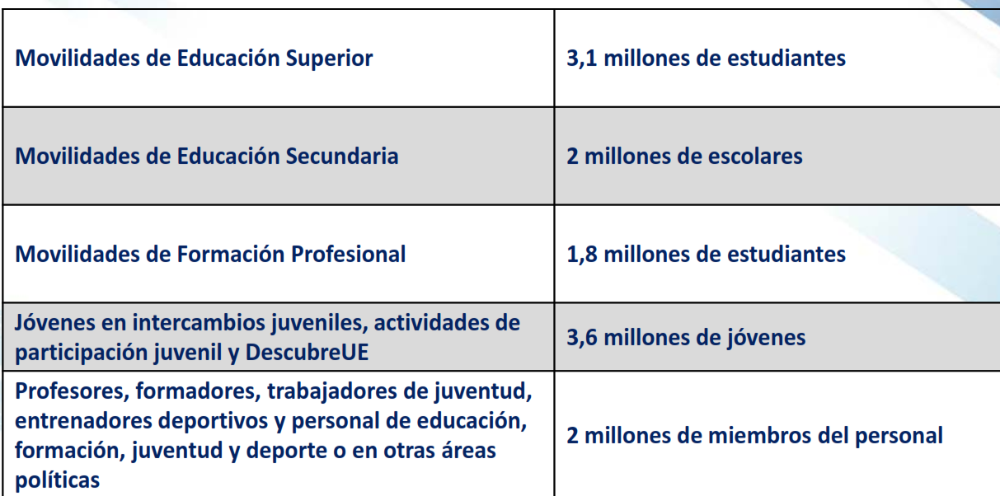 Movilidades de Educación Superior
3,1 millones de estudiantes
Movilidades de Educación Secundaria
2 millones de escolares
Movilidades de Formación Profesional
1,8 millones de estudiantes
Jóvenes en intercambios juveniles, actividades de
participación juvenil y DescubreUE
3,6 millones de jóvenes
Profesores, formadores, trabajadores de juventud,
entrenadores deportivos y personal de educación,
formación, juventud y deporte o en otras áreas
políticas
2 millones de miembros del personal